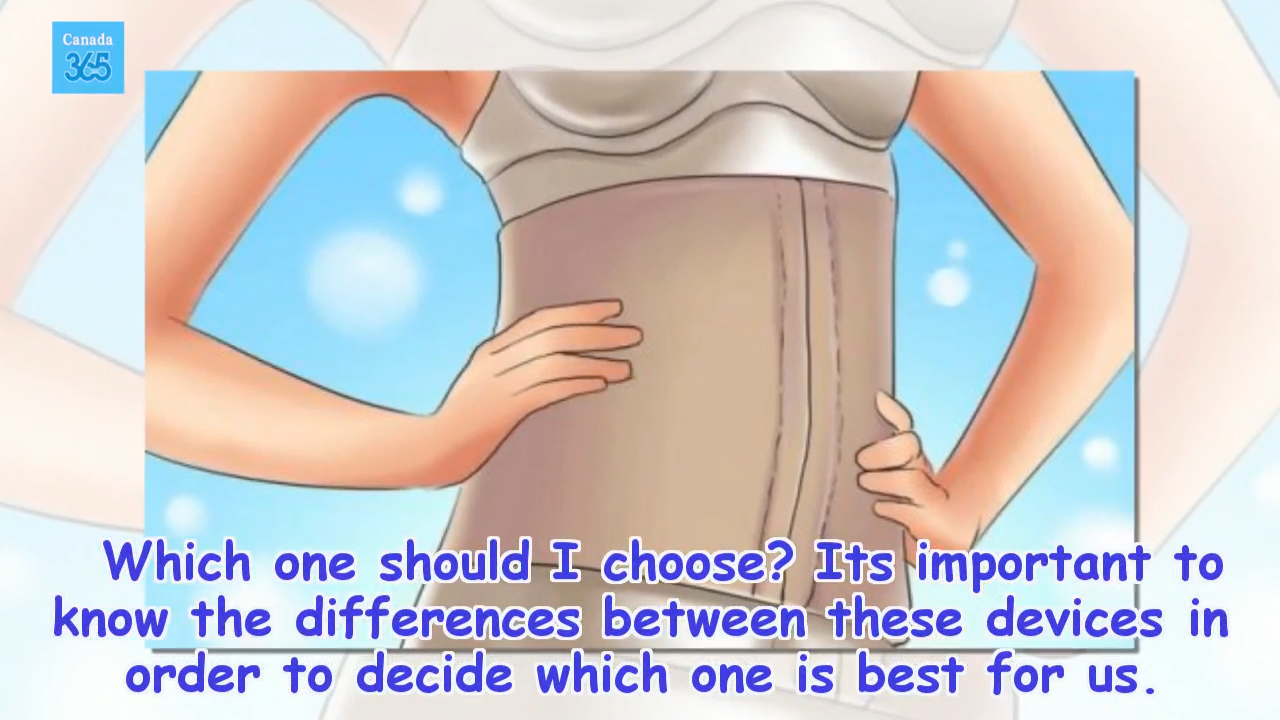 Canada
365
Which one should I choose? Its important to
know the differences between these devices in
order to decide which one is best for us.